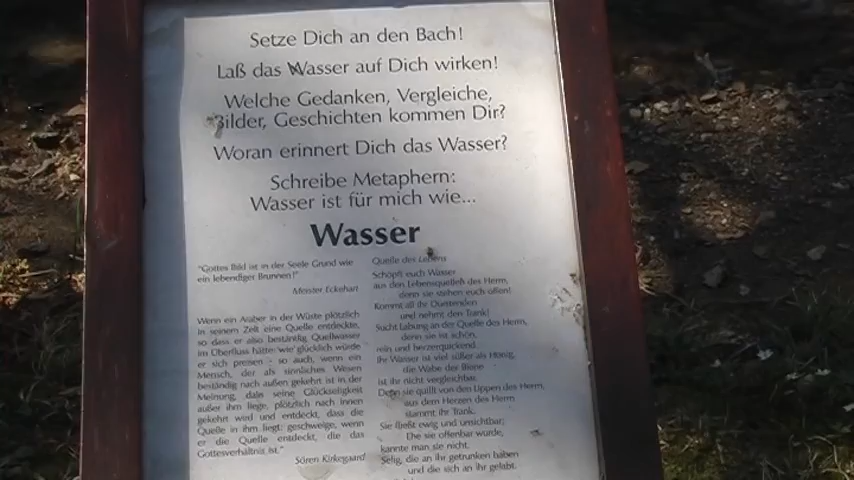 Setze Dich an den Bach!
Laß das Wasser auf Dich wirken!
Welche Gedanken, Vergleiche,
Bilder, Geschichten kommen Dir?
Woran erinnert Dich das Wasser?
Schreibe Metaphern:
Wasser ist für mich wie...
Wasser
"Gottes Bild ist in der Seele Grund wie
ein lebendiger Brunnen!"
Meister Eckehart
Wenn ein Araber in der Wüste plötzlich
in seinem Zelt eine Quelle entdeckte,
so dass er also beständig Quellwasser
im Überfluss hätte: wie glücklich würde
er sich preisen - so auch, wenn ein
Mensch, der als sinnliches Wesen
beständig nach außen gekehrt ist in der
Meinung, dass seine Glückseligkeit
außer ihm liege, plötzlich nach innen
gekehrt wird und entdeckt, dass die
Quelle in ihm liegt; geschweige, wenn
er die Quelle entdeckt, die das
Gottesverhältnis ist."
Sören Kirkegaard
Quelle des Lebens
Schöpft euch Wasser
aus dem Lebensquell des Herrn,
denn sie stehen euch offen!
Kommt all ihr Dürstenden
und nehmt den Trank!
Sucht Labung an der Quelle des Herrn,
denn sie ist schön,
rein und herzerquickend.
Ihr Wasser ist viel süßer als Honig,
die Wabe der Biene
ist ihr nicht vergleichbar.
Denn sie quillt von den Lippen des Herrn,
aus dem Herzen des Herrn
stammt ihr Trank.
Sie fließt ewig und unsichtbar;
Ehe sie offenbar wurde,
kannte man sie nicht.
Selig, die an ihr getrunken haben
und die sich an ihr gelabt.